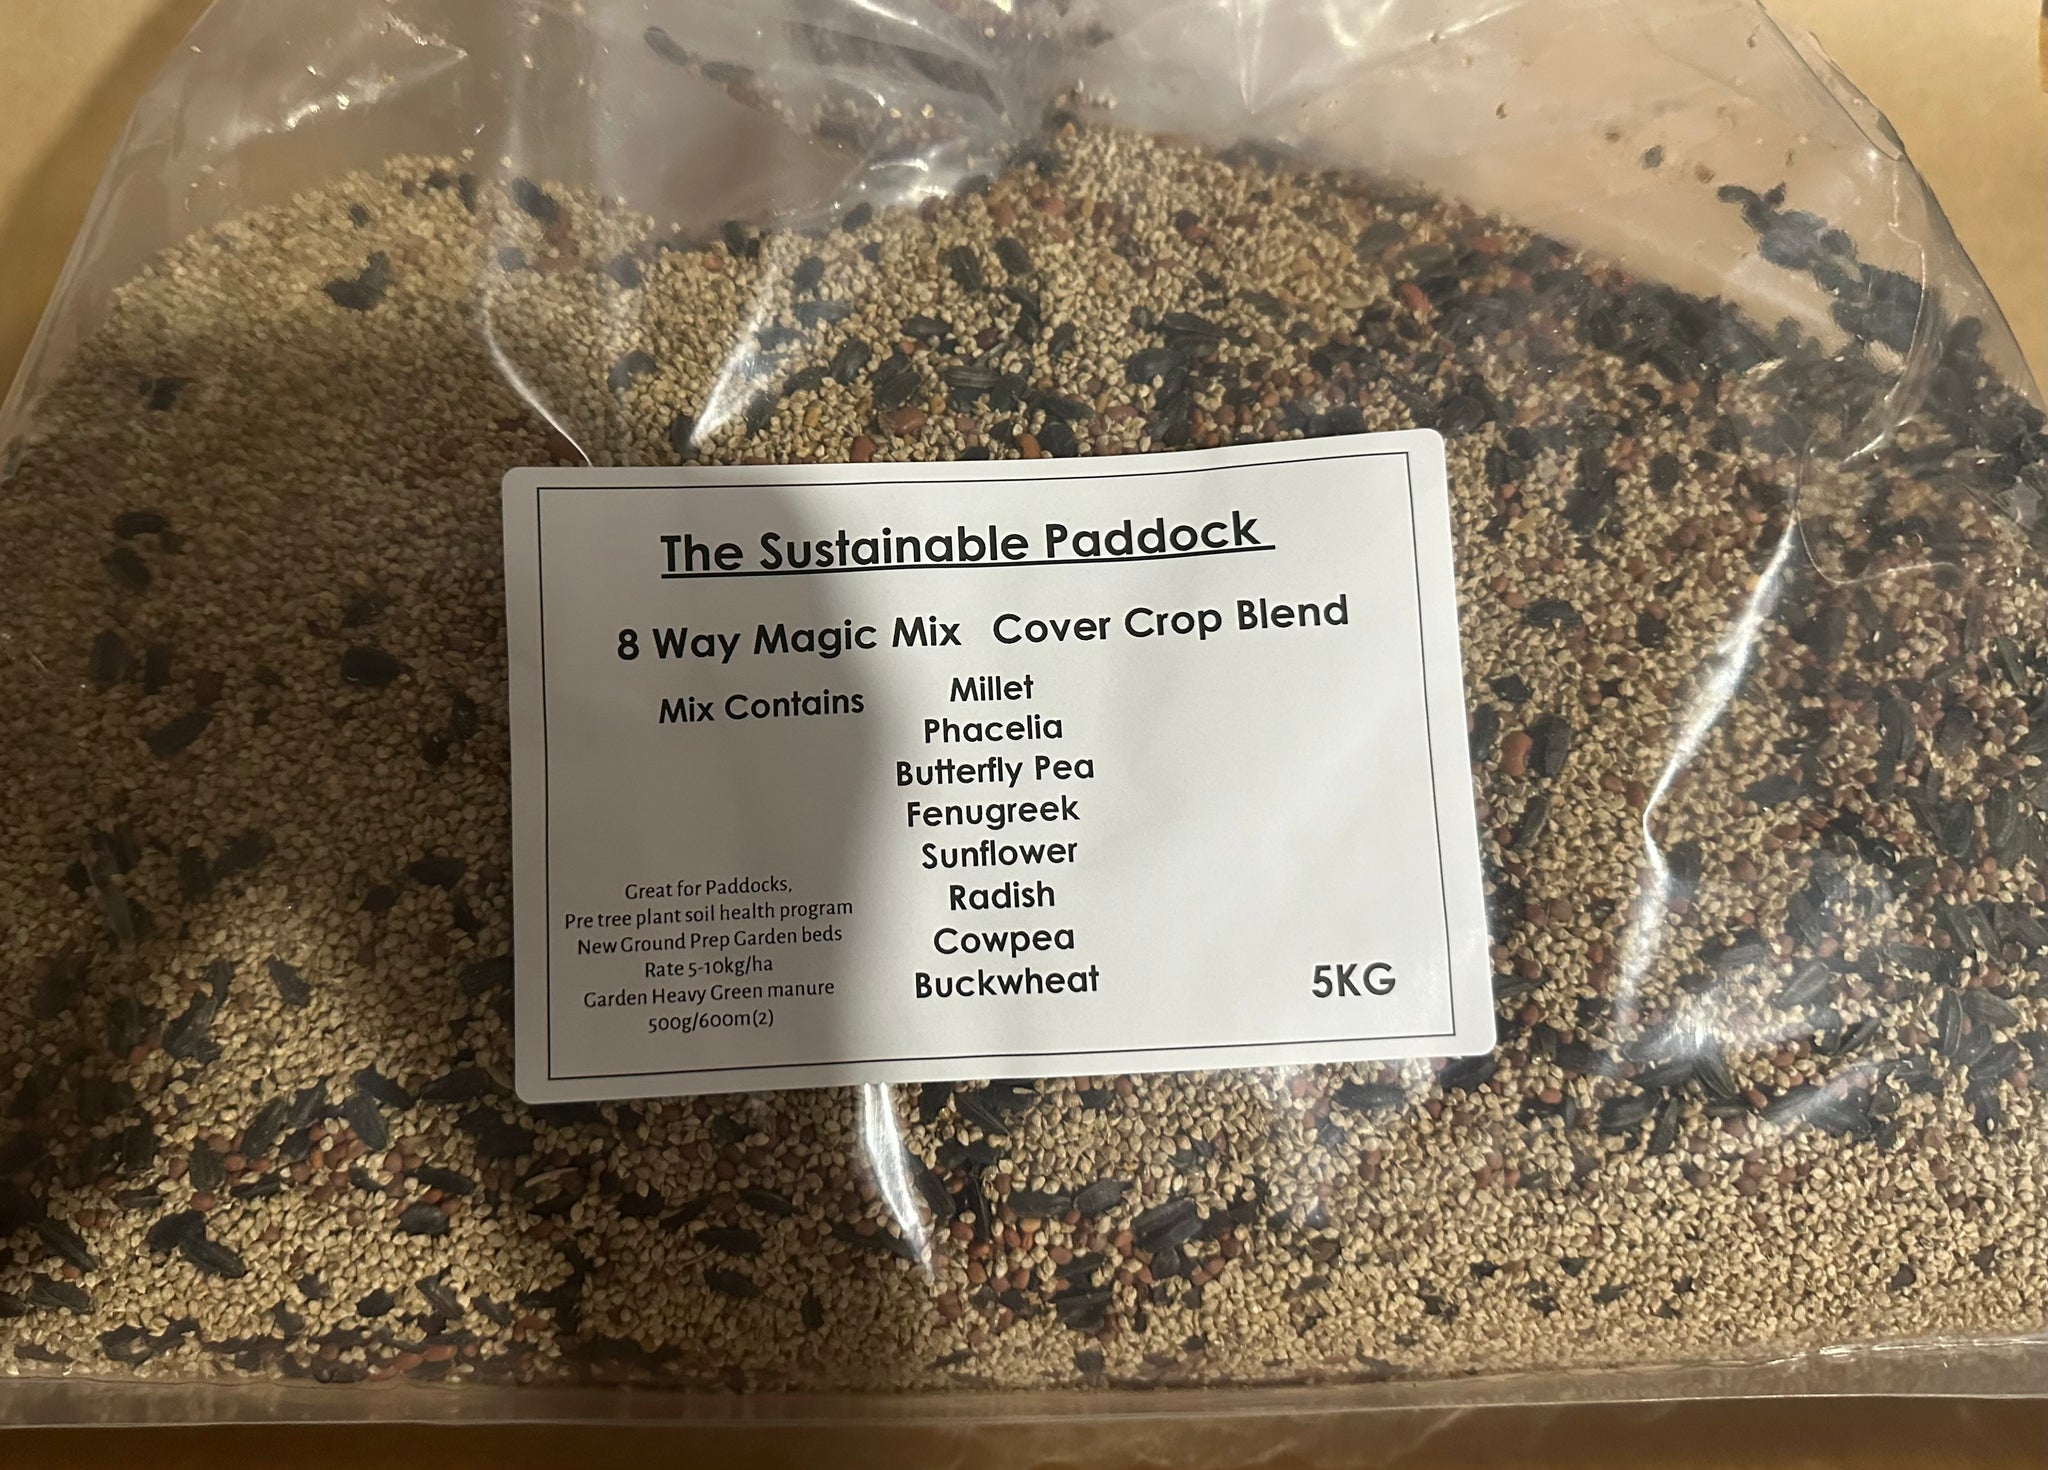 The Sustainable Paddock
8 Way Magic Mix Cover Crop Blend
Mix Contains
Millet
Phacelia
Butterfly Pea
Fenugreek
Sunflower
Radish
Cowpea
Buckwheat
Great for Paddocks,
Pre tree plant soil health program
New Ground Prep Garden beds
Rate 5-10kg/ha
Garden Heavy Green manure
500g/600m(2)
5KG